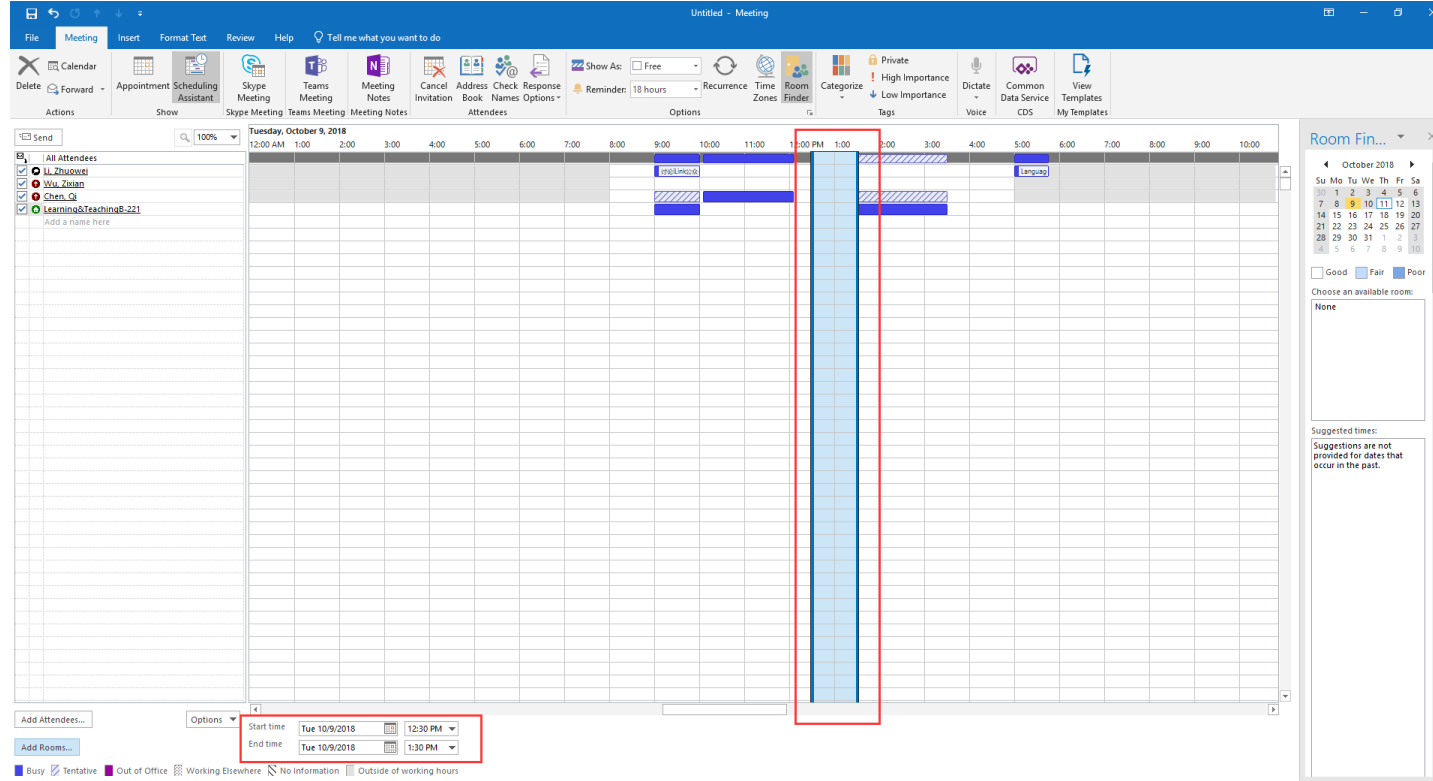 Untitled - Meeting
File Meeting Insert Format Text Review Help Tell me what you want to do
Delete
Calendar
Forward
Actions
Appointment
Scheduling Assistant
Show
Skype Meeting
Skype Meeting
Teams Meeting
Teams Meeting
Meeting Notes
Meeting Notes
Cancel Invitation
Address Book
Check Names
Response Options
Attendees
Show As: Free
Reminder: 18 hours
Recurrence
Time Zones
Room Finder
Options
Categorize
Private
High Importance
Low Importance
Tags
Dictate
Voice
Common Data Service
CDS
View Templates
My Templates
Send
100%
Tuesday, October 9, 2018
12:00 AM 1:00 2:00 3:00 4:00 5:00 6:00 7:00 8:00 9:00 10:00 11:00 12:00 PM 1:00 2:00 3:00 4:00 5:00 6:00 7:00 8:00 9:00 10:00
All Attendees
Li, Zhuowei
讨论iLink公众
Languag
Wu, Zixian
Chen, Qi
Learning&TeachingB-221
Add a name here
Add Attendees...
Options
Add Rooms...
Start time Tue 10/9/2018 12:30 PM
End time Tue 10/9/2018 1:30 PM
Busy Tentative Out of Office Working Elsewhere No Information Outside of working hours
Room Fin...
October 2018
Su Mo Tu We Th Fr Sa
30 1 2 3 4 5 6
7 8 9 10 11 12 13
14 15 16 17 18 19 20
21 22 23 24 25 26 27
28 29 30 31 1 2 3
4 5 6 7 8 9 10
Good Fair Poor
Choose an available room:
None
Suggested times:
Suggestions are not
provided for dates that
occur in the past.